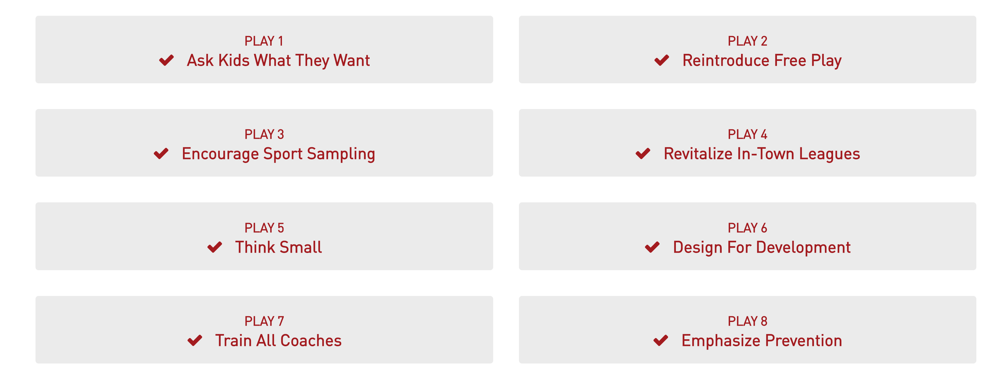 PLAY 1
Ask Kids What They Want
PLAY 2
Reintroduce Free Play
PLAY 3
Encourage Sport Sampling
PLAY 4
Revitalize In-Town Leagues
PLAY 5
Think Small
PLAY 6
Design For Development
PLAY 7
Train All Coaches
PLAY 8
Emphasize Prevention